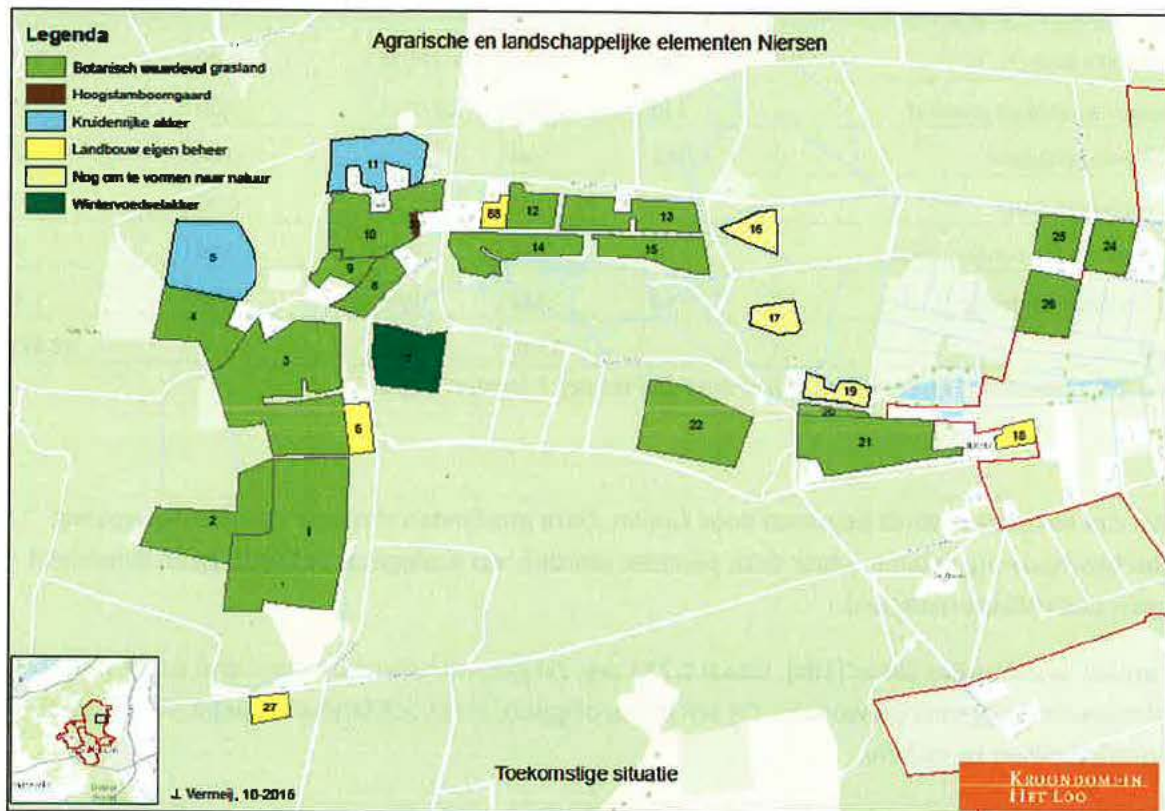 Legenda
Agrarische en landschappelijke elementen Niersen
Botanisch waardevol grasland
Hoogstamboomgaard
Kruidenrijke akker
Landbouw eigen beheer
Nog om te vormen naar natuur
Wintervoedselakker
11
68
12
13
16
5
10
14
15
25
24
9
8
26
4
17
3
7
19
20
6
22
21
18
2
1
27
Toekomstige situatie
J. Vermeij, 10-2016
KROONDOMEIN
HET LOO